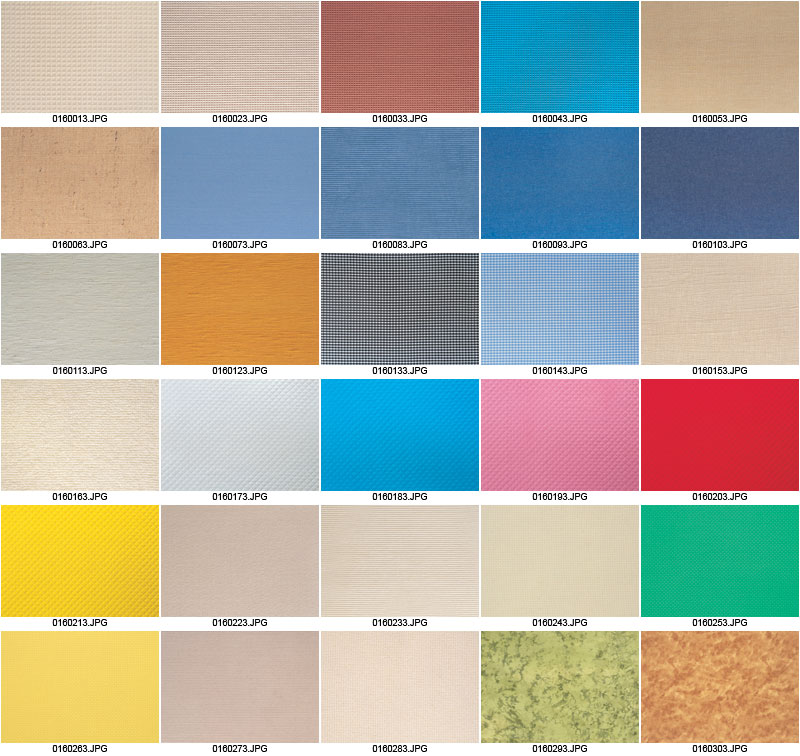 0160013.JPG 0160023.JPG 0160033.JPG 0160043.JPG 0160053.JPG
0160063.JPG 0160073.JPG 0160083.JPG 0160093.JPG 0160103.JPG
0160113.JPG 0160123.JPG 0160133.JPG 0160143.JPG 0160153.JPG
0160163.JPG 0160173.JPG 0160183.JPG 0160193.JPG 0160203.JPG
0160213.JPG 0160223.JPG 0160233.JPG 0160243.JPG 0160253.JPG
0160263.JPG 0160273.JPG 0160283.JPG 0160293.JPG 0160303.JPG